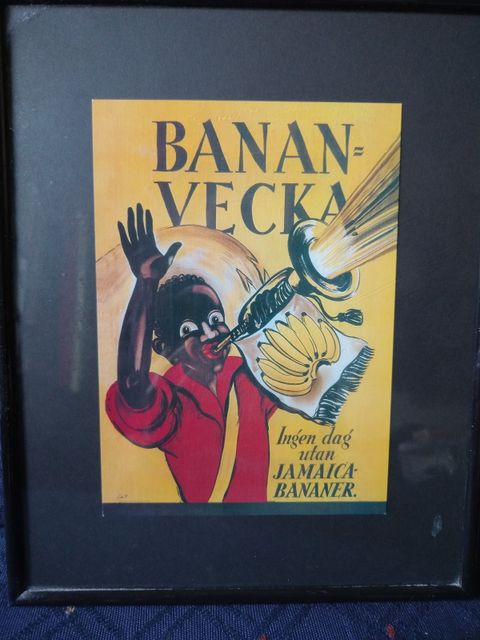 BANAN-
VECKA
Ingen dag
utan
JAMAICA-
BANANER.